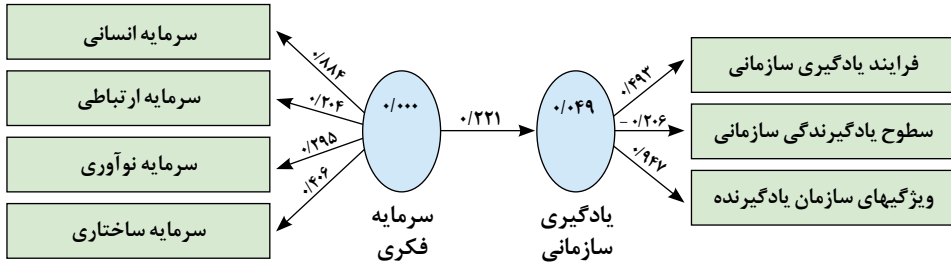 سرمایه انسانی
سرمایه ارتباطی
سرمایه نوآوری
سرمایه ساختاری
۰/۸۸۴
۰/۲۰۴
۰/۲۹۵
۰/۴۰۶
۰/۰۰۰
سرمایه
فکری
۰/۲۲۱
۰/۰۴۹
یادگیری
سازمانی
۰/۴۹۳
-۰/۲۰۶
۰/۹۴۷
فرایند یادگیری سازمانی
سطوح یادگیرندگی سازمانی
ویژگیهای سازمان یادگیرنده